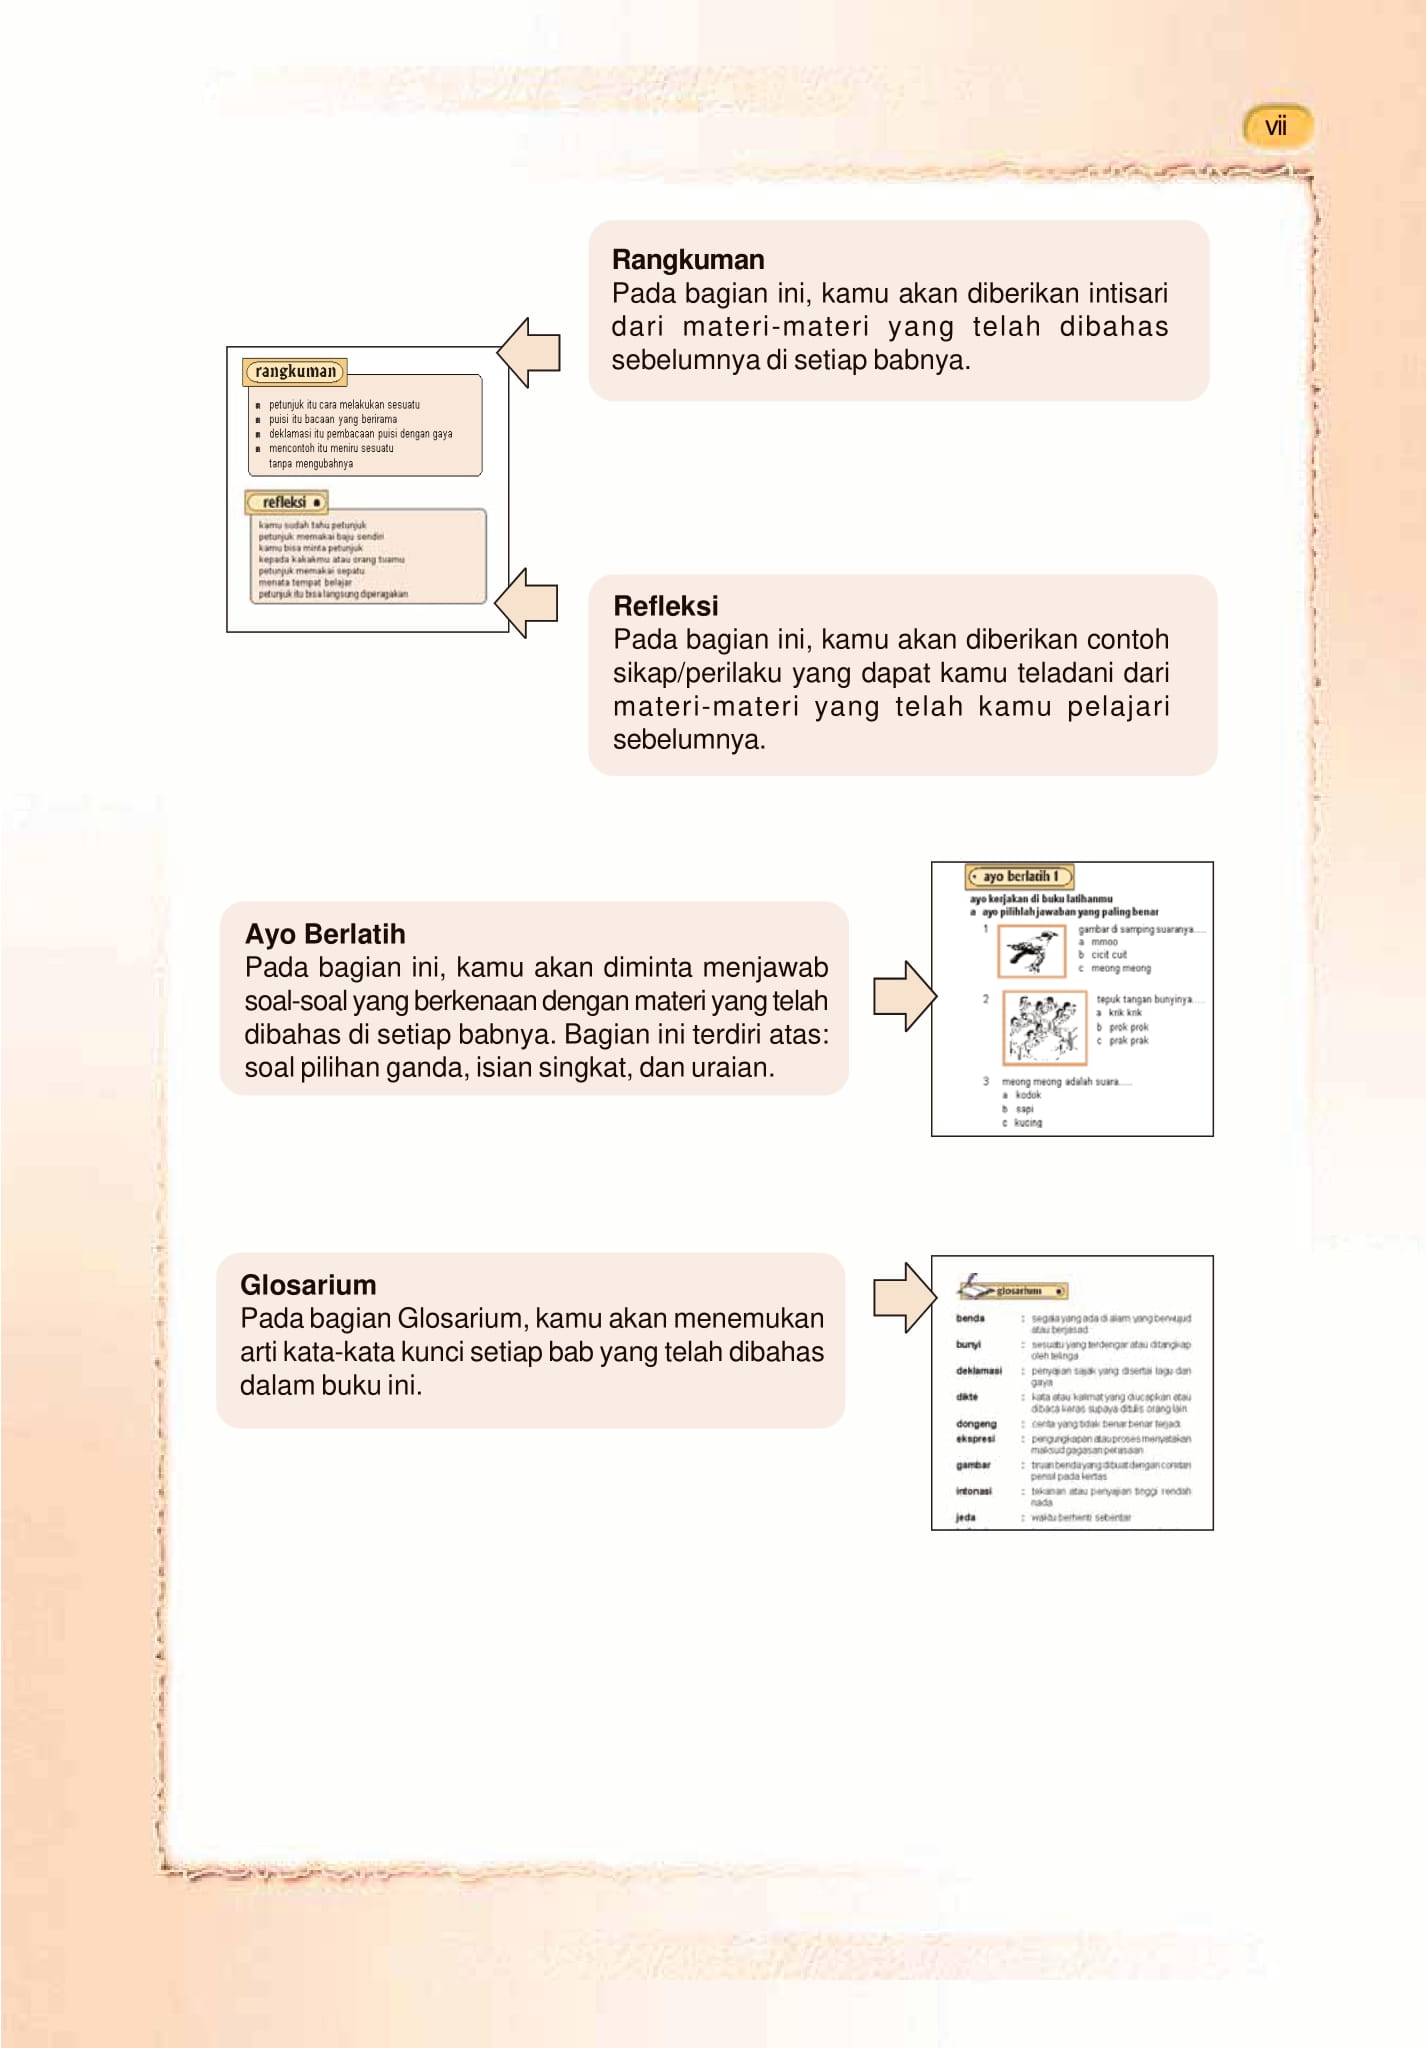 vii
Rangkuman
Pada bagian ini, kamu akan diberikan intisari
dari materi-materi yang telah dibahas
sebelumnya di setiap babnya.
rangkuman
petunjuk itu cara melakukan sesuatu
puisi itu bacaan yang berirama
deklamasi itu pembacaan puisi dengan gaya
mencontoh itu meniru sesuatu
tanpa mengubahnya
refleksi
kamu sudah tahu petunjuk
petunjuk memakai baju sendiri
kamu bisa minta petunjuk
kepada kakakmu atau orang tuamu
petunjuk memakai sepatu
menata tempat belajar
petunjuk itu bisa langsung diperagakan
Refleksi
Pada bagian ini, kamu akan diberikan contoh
sikap/perilaku yang dapat kamu teladani dari
materi-materi yang telah kamu pelajari
sebelumnya.
Ayo Berlatih
Pada bagian ini, kamu akan diminta menjawab
soal-soal yang berkenaan dengan materi yang telah
dibahas di setiap babnya. Bagian ini terdiri atas:
soal pilihan ganda, isian singkat, dan uraian.
ayo berlatih 1
ayo kerjakan di buku latihanmu
a ayo pilihlah jawaban yang paling benar
1 gambar di samping suaranya.....
a mmoo
b cicit cuit
c meong meong
2 tepuk tangan bunyinya.....
a krik krik
b prok prok
c prak prak
3 meong meong adalah suara.....
a kodok
b sapi
c kucing
Glosarium
Pada bagian Glosarium, kamu akan menemukan
arti kata-kata kunci setiap bab yang telah dibahas
dalam buku ini.
glosarium
benda : segala yang ada di alam yang berwujud
atau berjasad
bunyi : sesuatu yang terdengar atau ditangkap
oleh telinga
deklamasi : penyajian sajak yang disertai lagu dan
gaya
dikte : kata atau kalimat yang diucapkan atau
dibaca keras supaya ditulis orang lain
dongeng : cerita yang tidak benar benar terjadi
ekspresi : pengungkapan atau proses menyatakan
maksud gagasan perasaan
gambar : tiruan benda yang dibuat dengan coretan
pensil pada kertas
intonasi : tekanan atau penyajian tinggi rendah
nada
jeda : waktu berhenti sebentar